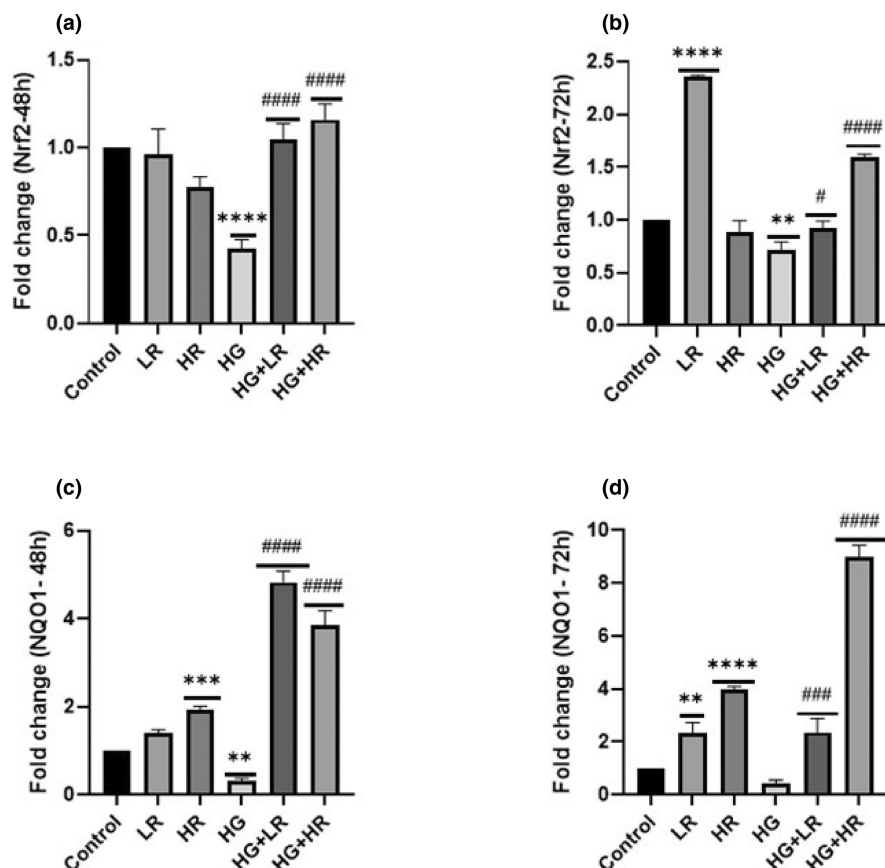 (a)
Fold change (Nrf2-48h)
1.5
1.0
0.5
0.0
####
####
****
Control
LR
HR
HG
HG+LR
HG+HR
(b)
Fold change (Nrf2-72h)
2.5
2.0
1.5
1.0
0.5
0.0
****
**
#
####
Control
LR
HR
HG
HG+LR
HG+HR
(c)
Fold change (NQO1- 48h)
6
4
2
0
***
**
####
####
Control
LR
HR
HG
HG+LR
HG+HR
(d)
Fold change (NQO1- 72h)
10
8
6
4
2
0
**
****
###
####
Control
LR
HR
HG
HG+LR
HG+HR